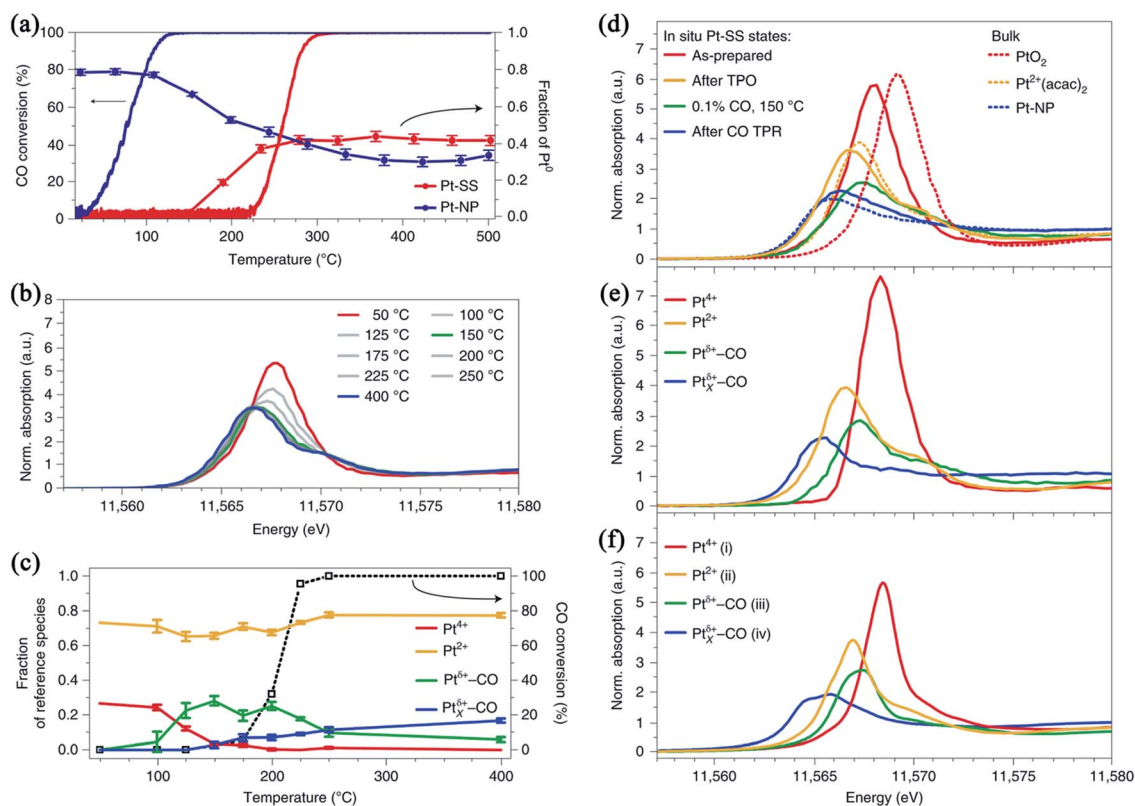 (a)
100
80
60
40
20
0
CO conversion (%)
1.0
0.8
0.6
0.4
0.2
0.0
Fraction of Pt⁰
Pt-SS
Pt-NP
100
200
300
400
500
Temperature (°C)
(b)
8
7
5
4
3
2
1
0
Norm. absorption (a.u.)
50 °C
100 °C
125 °C
150 °C
175 °C
200 °C
225 °C
250 °C
400 °C
11,560
11,565
11,570
11,575
11,580
Energy (eV)
(c)
1.0
0.8
0.6
0.4
0.2
0.0
Fraction
of reference species
100
80
60
40
20
0
CO conversion (%)
Pt⁴⁺
Pt²⁺
Ptᵟ⁺–CO
Ptₓᵟ⁺–CO
100
200
300
400
Temperature (°C)
(d)
In situ Pt-SS states:
As-prepared
After TPO
0.1% CO, 150 °C
After CO TPR
Bulk
PtO₂
Pt²⁺(acac)₂
Pt-NP
7
6
5
4
3
2
1
0
Norm. absorption (a.u.)
(e)
Pt⁴⁺
Pt²⁺
Ptᵟ⁺–CO
Ptₓᵟ⁺–CO
7
6
5
4
3
2
1
0
Norm. absorption (a.u.)
(f)
Pt⁴⁺ (i)
Pt²⁺ (ii)
Ptᵟ⁺–CO (iii)
Ptₓᵟ⁺–CO (iv)
7
6
5
4
3
2
1
0
Norm. absorption (a.u.)
11,560
11,565
11,570
11,575
11,580
Energy (eV)